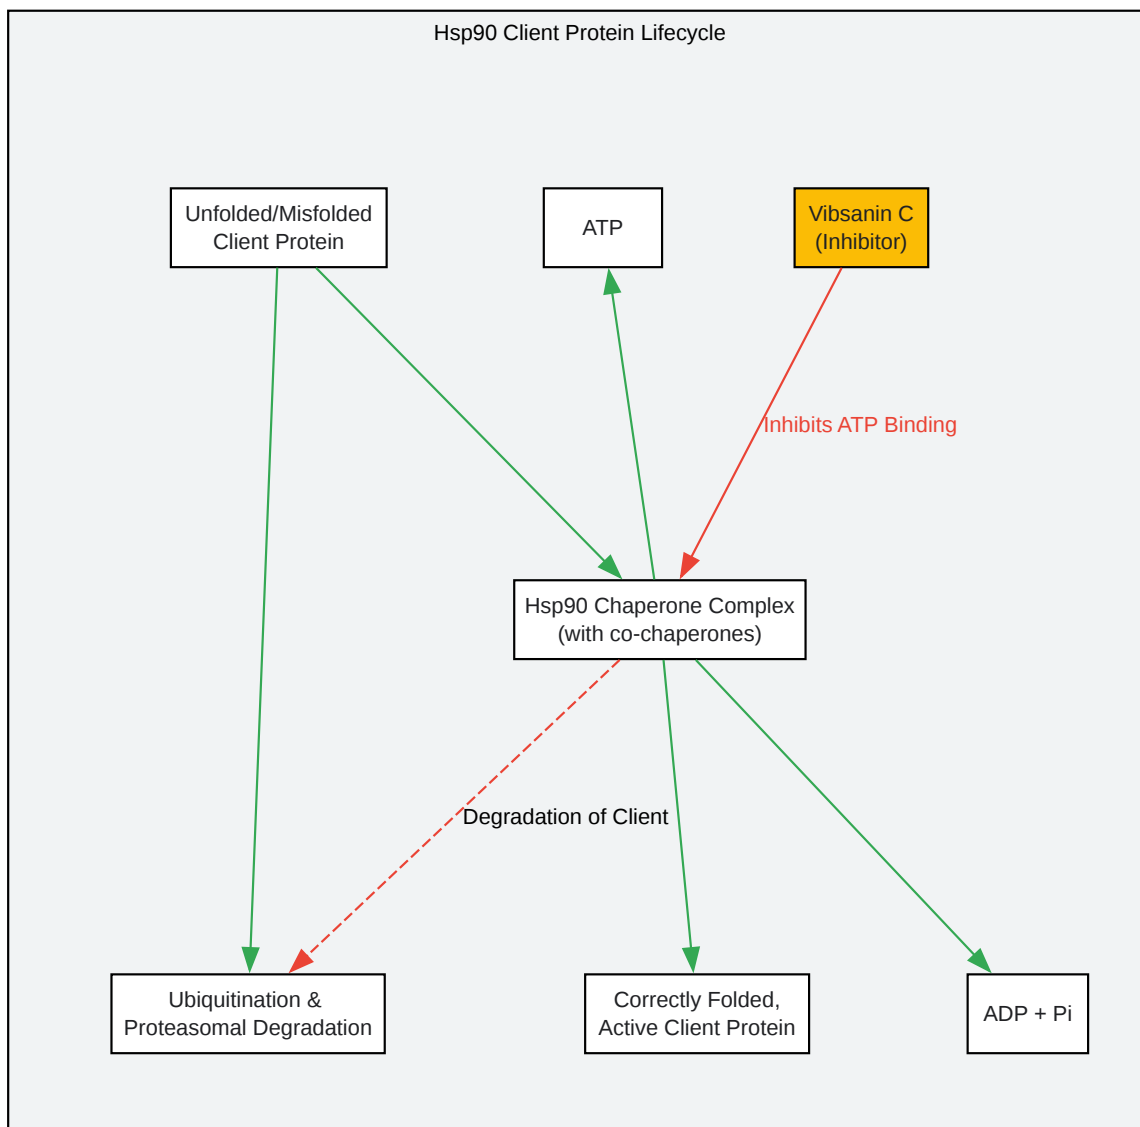 Hsp90 Client Protein Lifecycle
Unfolded/Misfolded
Client Protein
ATP
Vibsanin C
(Inhibitor)
Inhibits ATP Binding
Hsp90 Chaperone Complex
(with co-chaperones)
Degradation of Client
Ubiquitination &
Proteasomal Degradation
Correctly Folded,
Active Client Protein
ADP + Pi